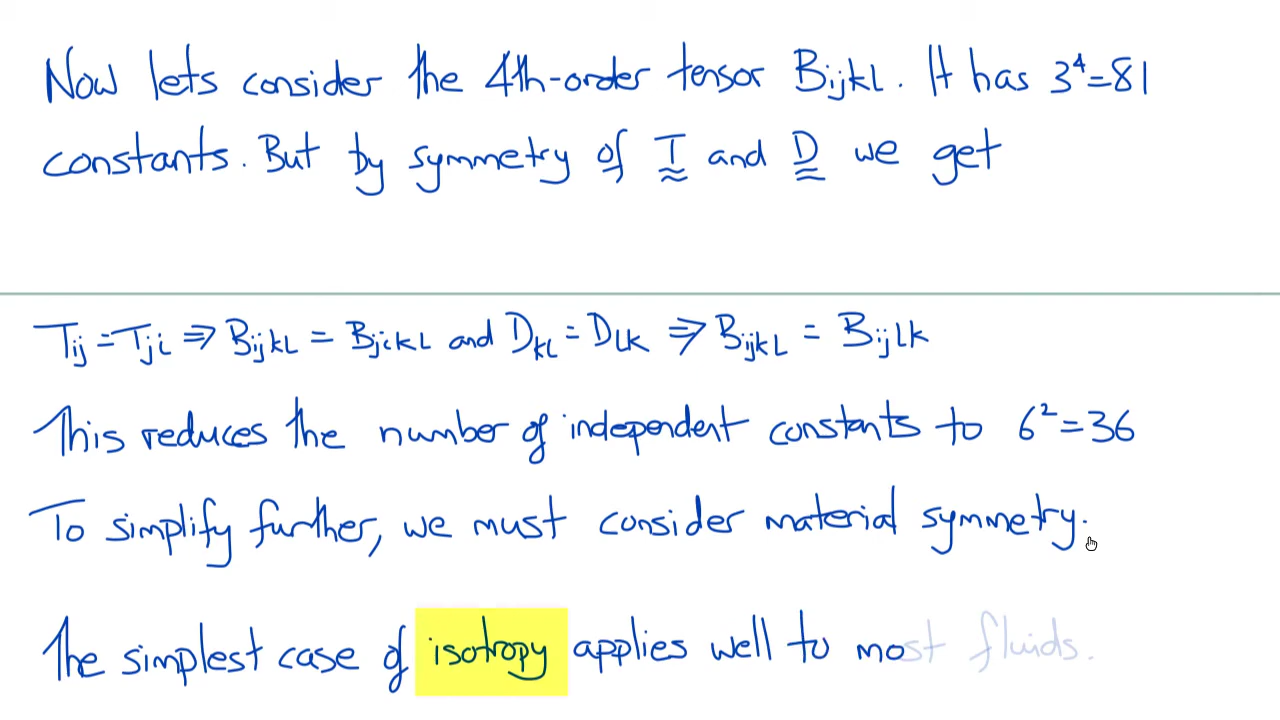 Now lets consider the 4th-order tensor Bijkl. It has 3⁴=81
constants. But by symmetry of T and D we get
Tij = Tji ⇒ BijkL = BjikL and DkL = DLk ⇒ BijkL = BijLk
This reduces the number of independent constants to 6²=36
To simplify further, we must consider material symmetry.
The simplest case of isotropy applies well to most fluids.